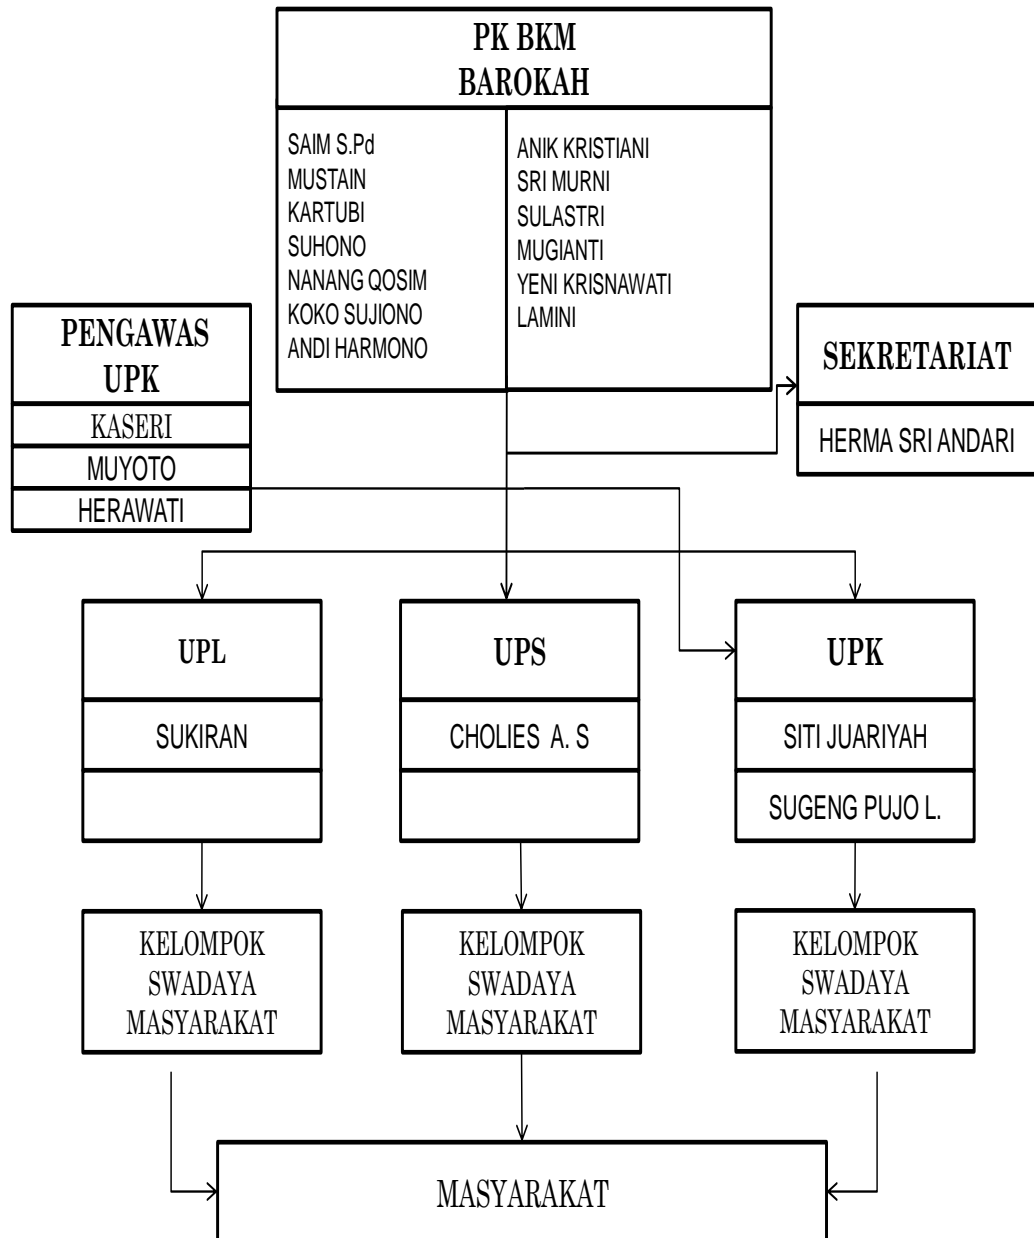 PK BKM
BAROKAH
SAIM S.Pd
MUSTAIN
KARTUBI
SUHONO
NANANG QOSIM
KOKO SUJIONO
ANDI HARMONO
ANIK KRISTIANI
SRI MURNI
SULASTRI
MUGIANTI
YENI KRISNAWATI
LAMINI
PENGAWAS
UPK
KASERI
MUYOTO
HERAWATI
SEKRETARIAT
HERMA SRI ANDARI
UPL
SUKIRAN
UPS
CHOLIES A. S
UPK
SITI JUARIYAH
SUGENG PUJO L.
KELOMPOK
SWADAYA
MASYARAKAT
KELOMPOK
SWADAYA
MASYARAKAT
KELOMPOK
SWADAYA
MASYARAKAT
MASYARAKAT